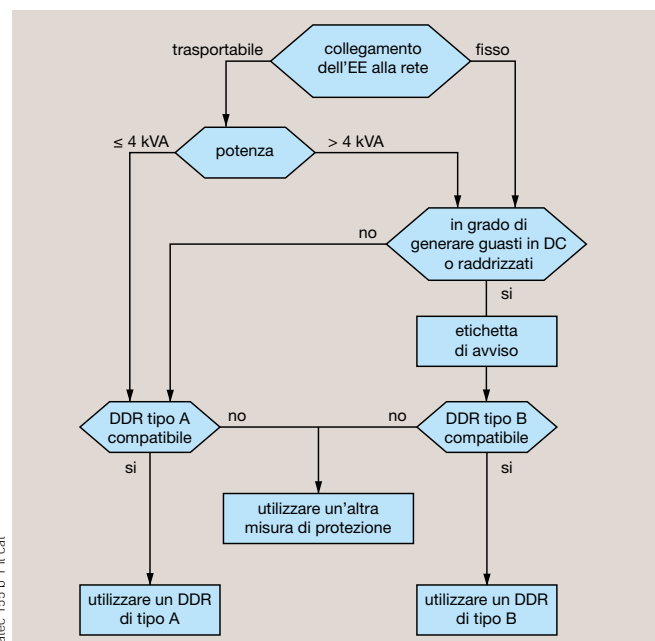 trasportabile
collegamento
dell'EE alla rete
fisso
≤ 4 kVA
potenza
> 4 kVA
no
in grado di
generare guasti in DC
o raddrizzati
si
etichetta
di avviso
DDR tipo A
compatibile
no
no
DDR tipo B
compatibile
si
si
utilizzare un'altra
misura di protezione
utilizzare un DDR
di tipo A
utilizzare un DDR
di tipo B